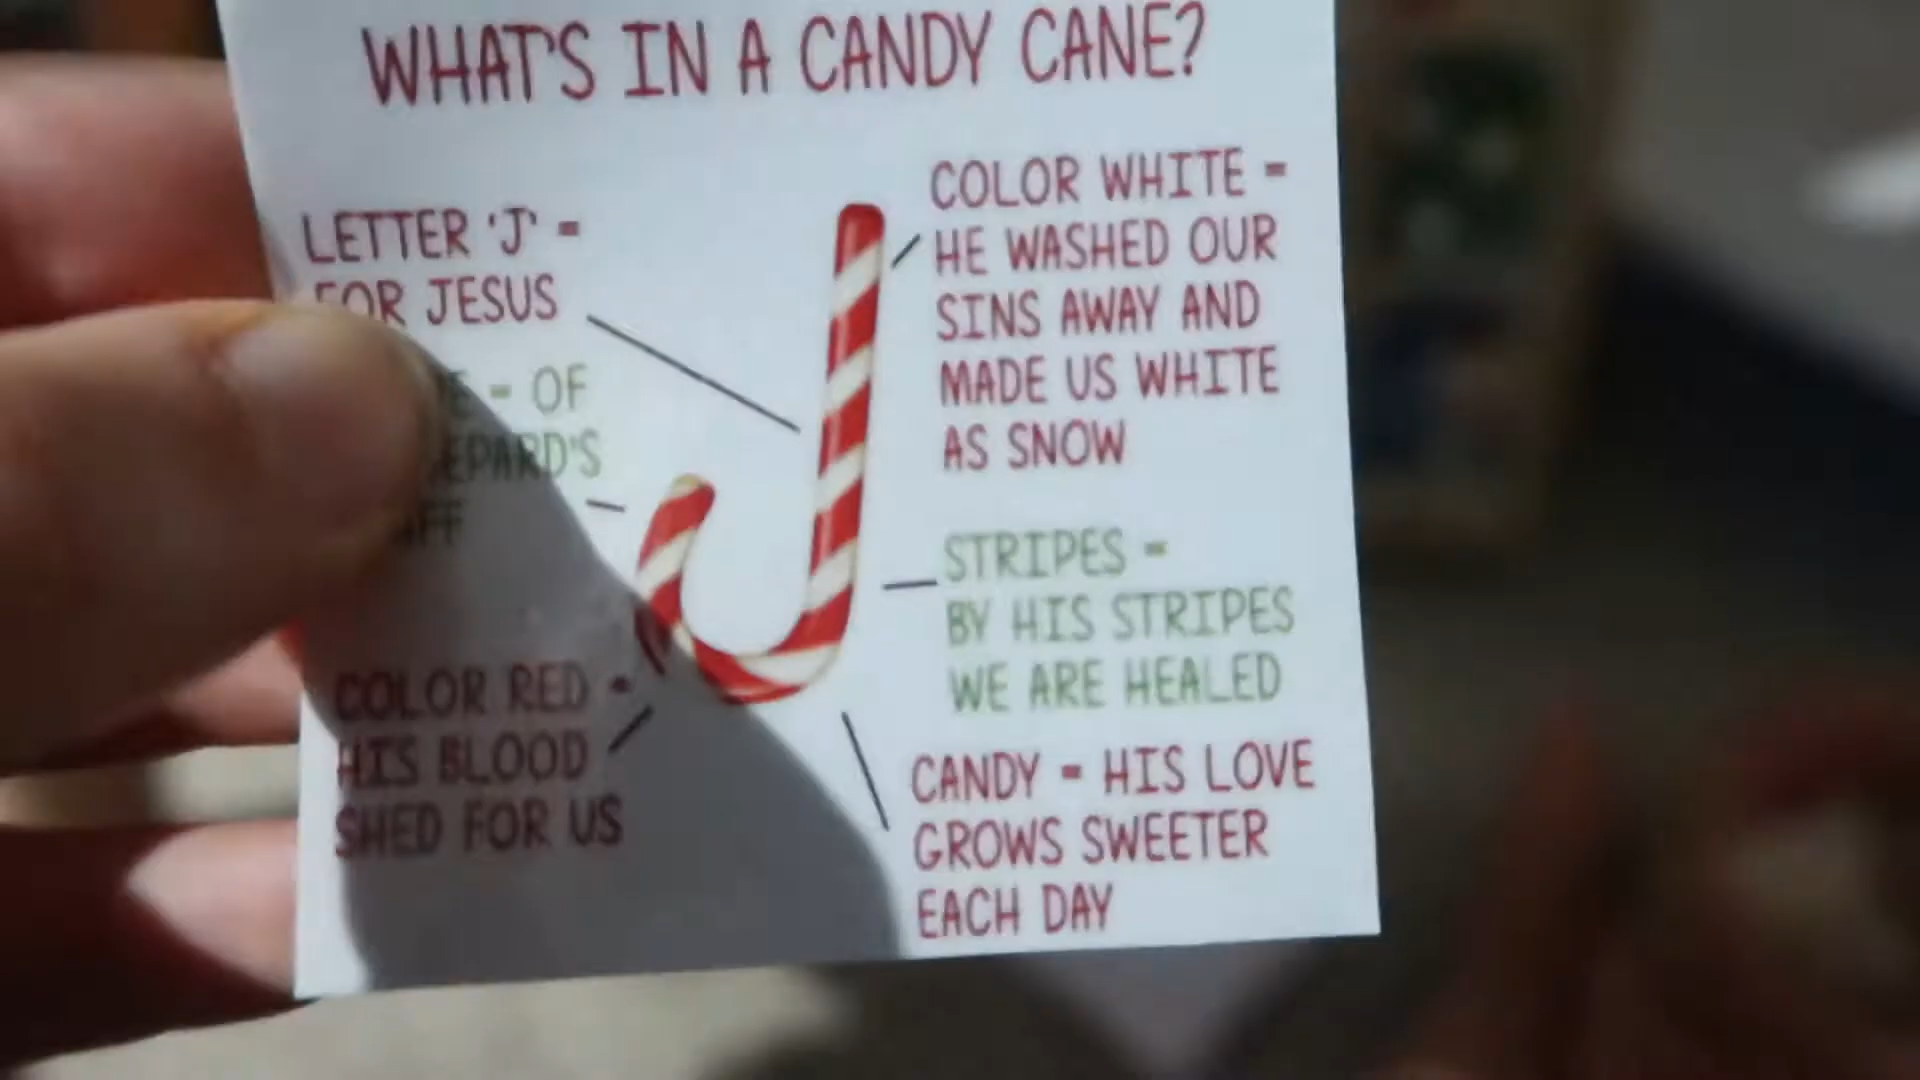 WHAT'S IN A CANDY CANE?
LETTER 'J' =
FOR JESUS
- OF
COLOR RED =
HIS BLOOD
SHED FOR US
COLOR WHITE =
HE WASHED OUR
SINS AWAY AND
MADE US WHITE
AS SNOW
STRIPES =
BY HIS STRIPES
WE ARE HEALED
CANDY = HIS LOVE
GROWS SWEETER
EACH DAY